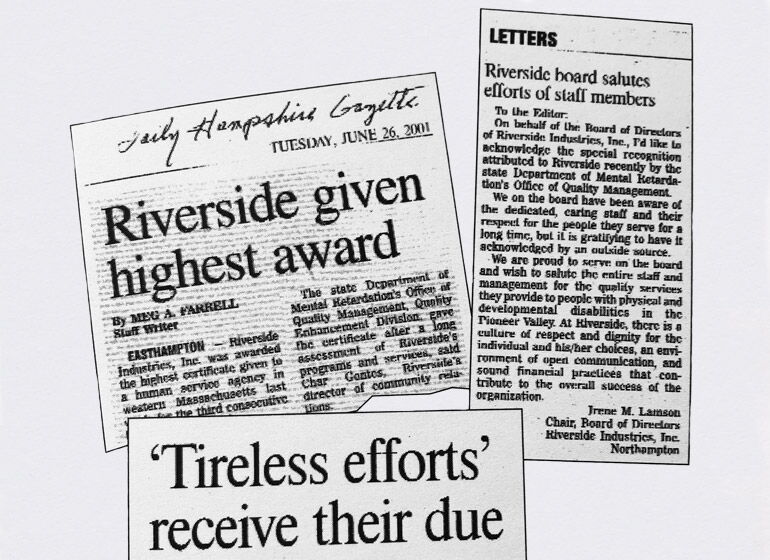 Daily Hampshire Gazette.
TUESDAY, JUNE 26, 2001
Riverside given
highest award
By MEG A. FARRELL
Staff Writer
EASTHAMPTON — Riverside
Industries, Inc. was awarded
the highest certificate given to
a human service agency in
western Massachusetts last
for the third consecutive
The state Department of
Mental Retardation's Office of
Quality Management, Quality
Enhancement Division, gave
the certificate after a long
assessment of Riverside's
programs and services, said
Char Gentes, Riverside's
director of community rela-
tions.
LETTERS
Riverside board salutes
efforts of staff members
To the Editor:
On behalf of the Board of Directors
of Riverside Industries, Inc., I'd like to
acknowledge the special recognition
attributed to Riverside recently by the
state Department of Mental Retarda-
tion's Office of Quality Management.
We on the board have been aware of
the dedicated, caring staff and their
respect for the people they serve for a
long time, but it is gratifying to have it
acknowledged by an outside source.
We are proud to serve on the board
and wish to salute the entire staff and
management for the quality services
they provide to people with physical and
developmental disabilities in the
Pioneer Valley. At Riverside, there is a
culture of respect and dignity for the
individual and his/her choices, an envi-
ronment of open communication, and
sound financial practices that con-
tribute to the overall success of the
organization.
Irene M. Lamson
Chair, Board of Directors
Riverside Industries, Inc.
Northampton
'Tireless efforts'
receive their due